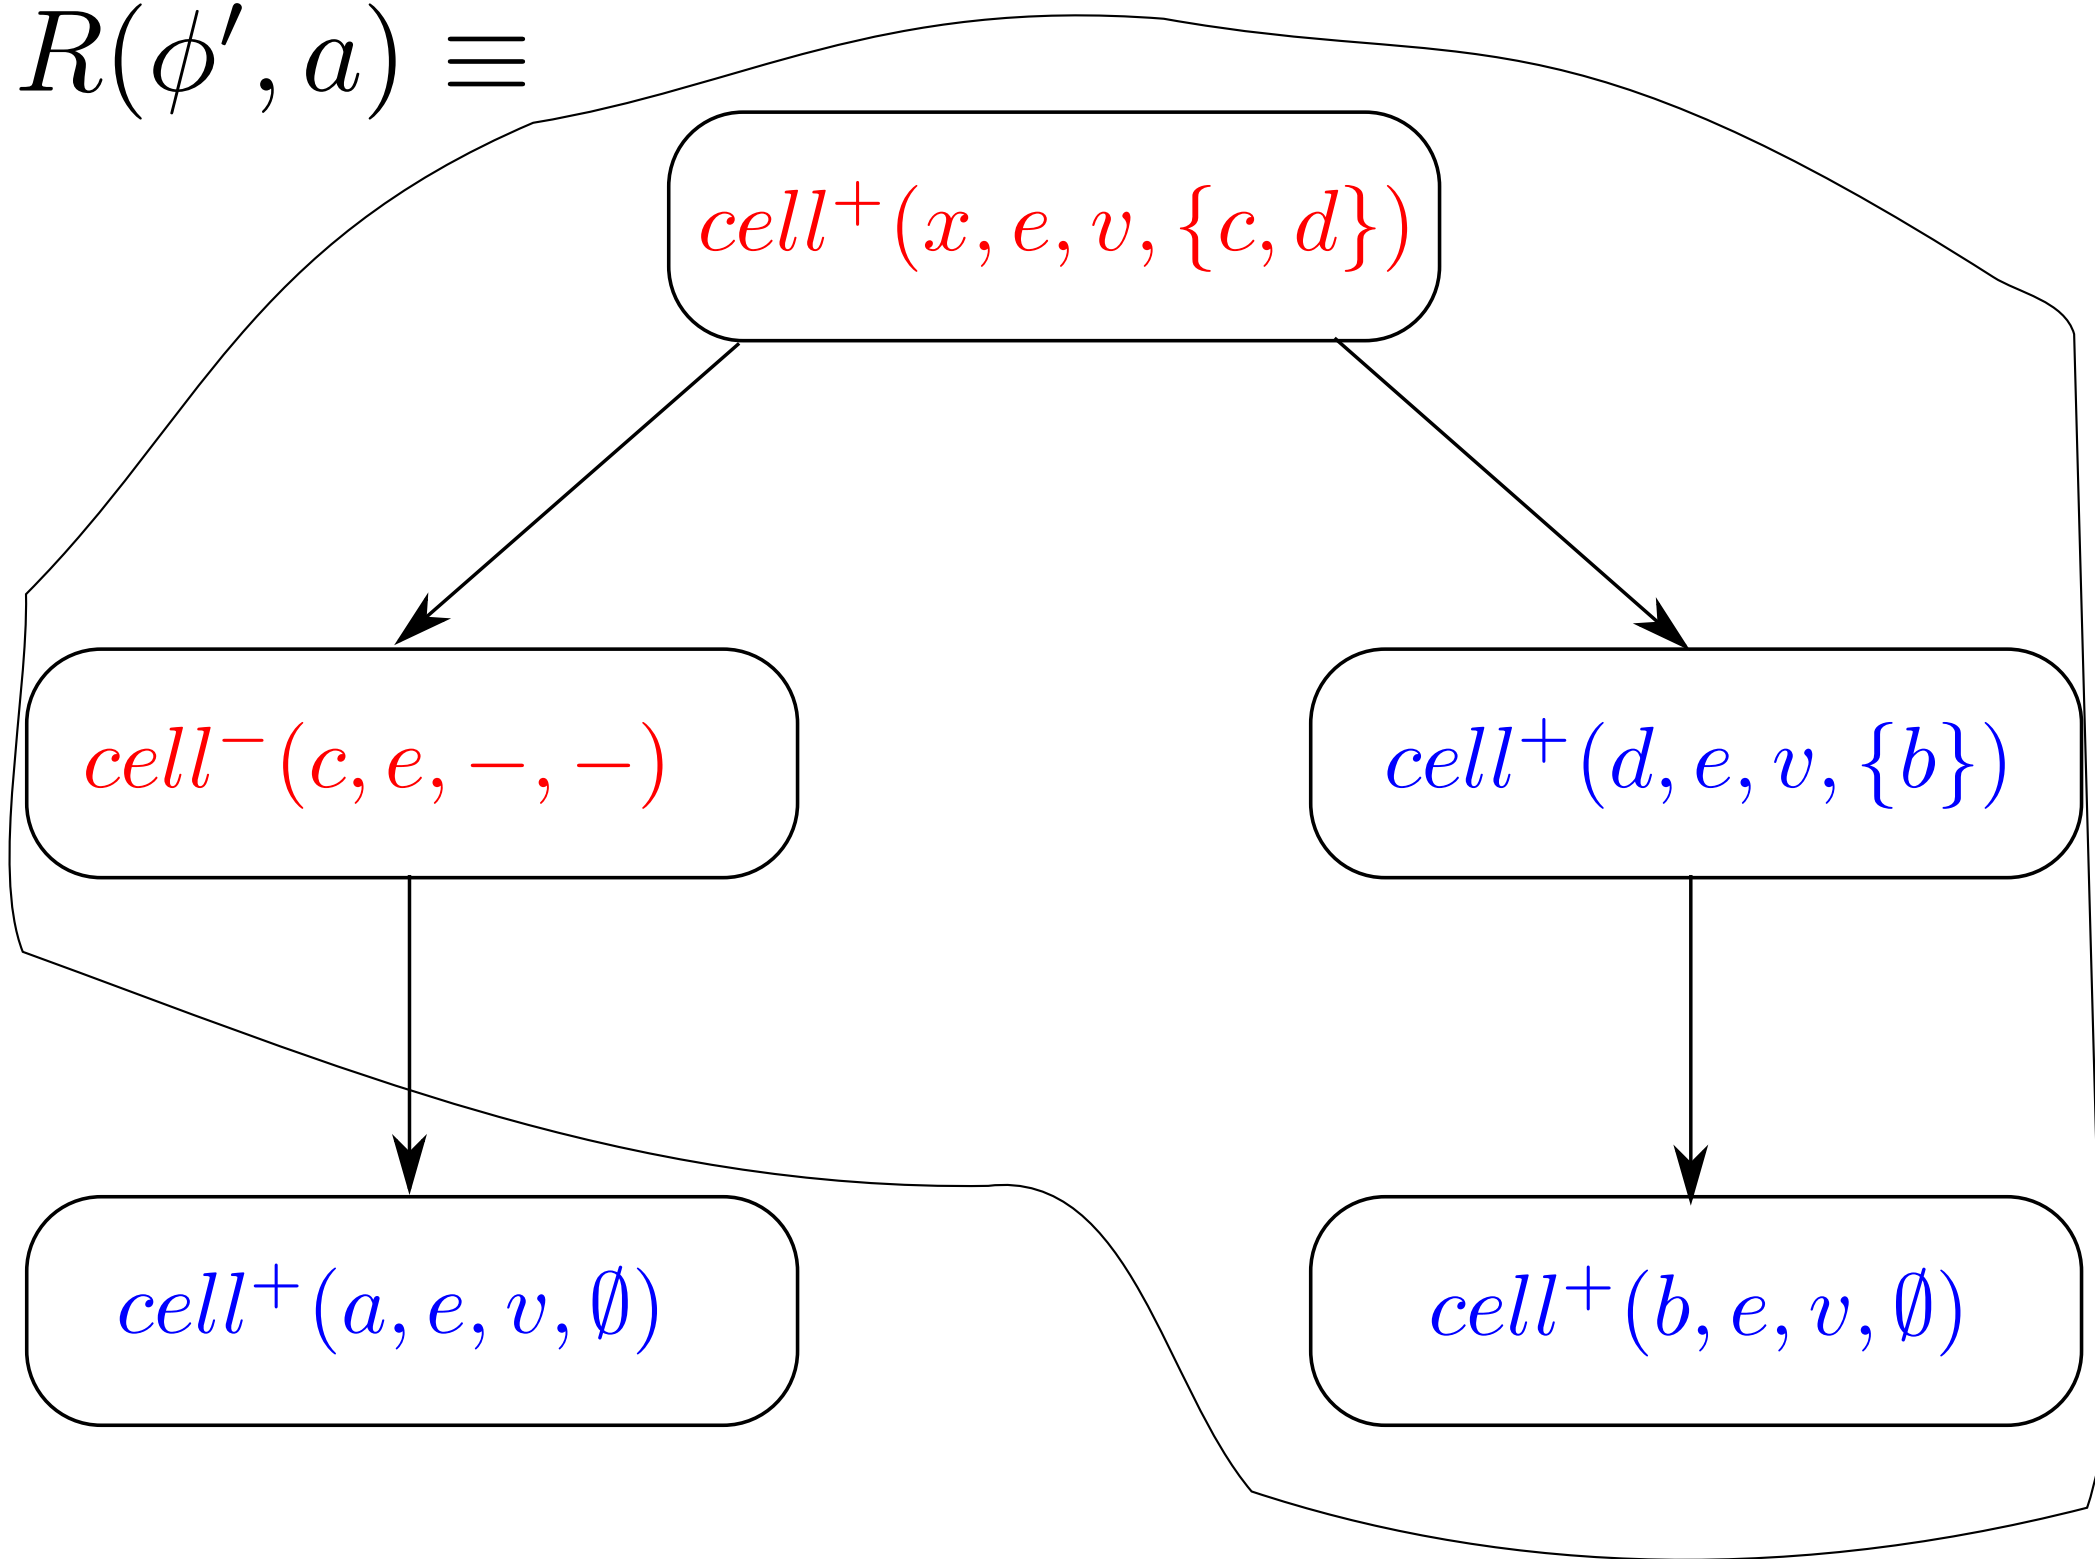 R(ϕ′, a) ≡
cell⁺(x, e, v, {c, d})
cell⁻(c, e, −, −)
cell⁺(d, e, v, {b})
cell⁺(a, e, v, ∅)
cell⁺(b, e, v, ∅)